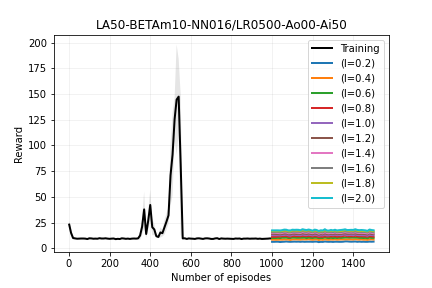 LA50-BETAm10-NN016/LR0500-Ao00-Ai50
Reward
200
175
150
125
100
75
50
25
0
Training
(l=0.2)
(l=0.4)
(l=0.6)
(l=0.8)
(l=1.0)
(l=1.2)
(l=1.4)
(l=1.6)
(l=1.8)
(l=2.0)
0 200 400 600 800 1000 1200 1400
Number of episodes